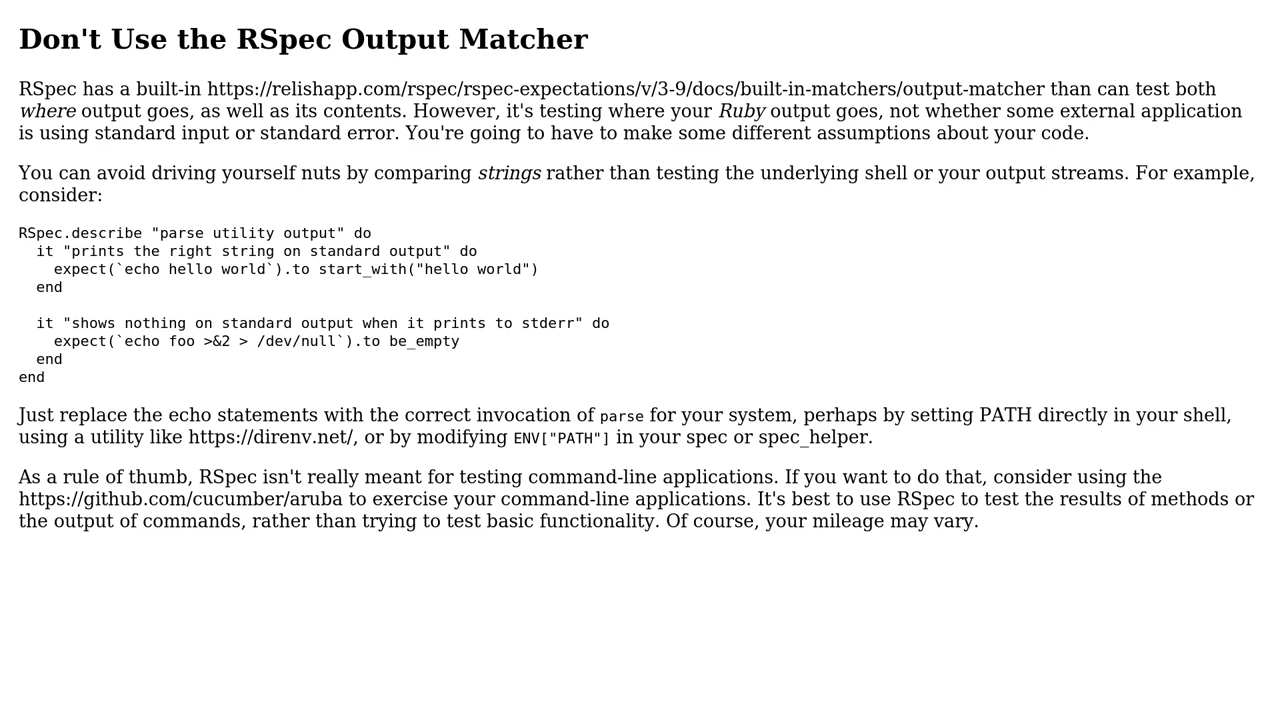 Don't Use the RSpec Output Matcher
RSpec has a built-in https://relishapp.com/rspec/rspec-expectations/v/3-9/docs/built-in-matchers/output-matcher than can test both
where output goes, as well as its contents. However, it's testing where your Ruby output goes, not whether some external application
is using standard input or standard error. You're going to have to make some different assumptions about your code.
You can avoid driving yourself nuts by comparing strings rather than testing the underlying shell or your output streams. For example,
consider:
RSpec.describe "parse utility output" do
  it "prints the right string on standard output" do
    expect(`echo hello world`).to start_with("hello world")
  end

  it "shows nothing on standard output when it prints to stderr" do
    expect(`echo foo >&2 > /dev/null`).to be_empty
  end
end
Just replace the echo statements with the correct invocation of parse for your system, perhaps by setting PATH directly in your shell,
using a utility like https://direnv.net/, or by modifying ENV["PATH"] in your spec or spec_helper.
As a rule of thumb, RSpec isn't really meant for testing command-line applications. If you want to do that, consider using the
https://github.com/cucumber/aruba to exercise your command-line applications. It's best to use RSpec to test the results of methods or
the output of commands, rather than trying to test basic functionality. Of course, your mileage may vary.